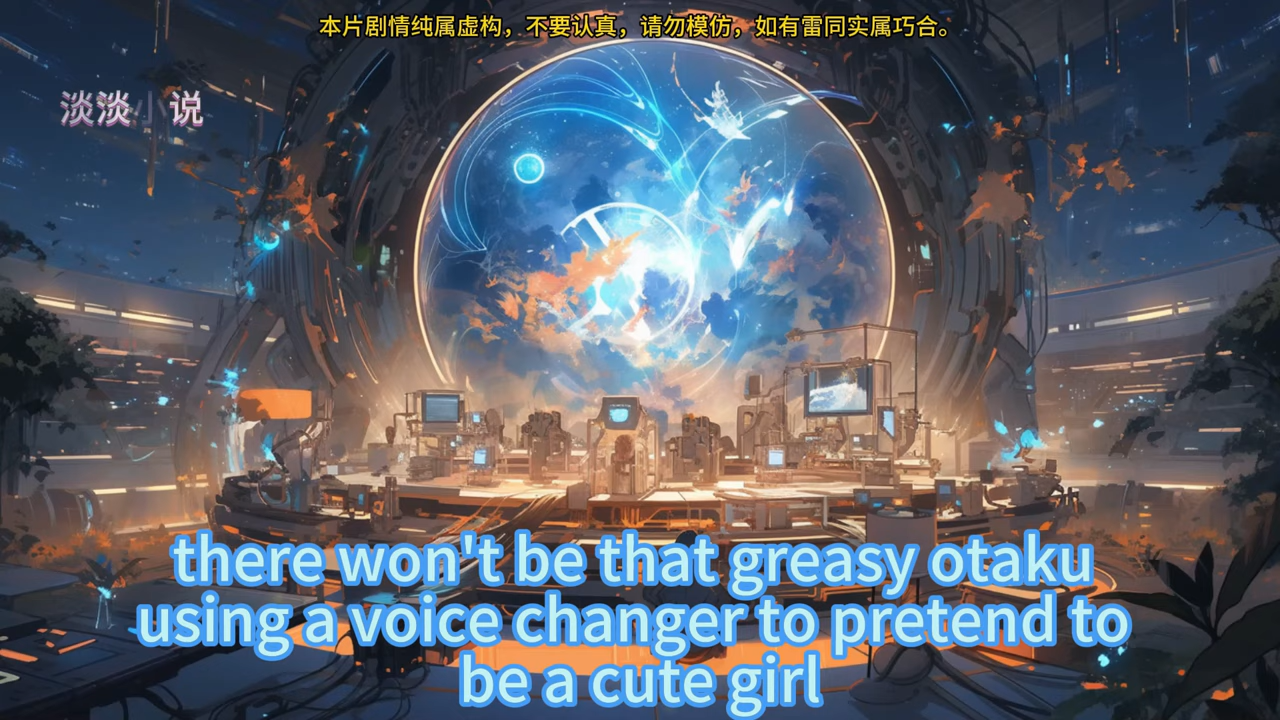 本片剧情纯属虚构，不要认真，请勿模仿，如有雷同实属巧合。
淡淡小说
there won't be that greasy otaku
using a voice changer to pretend to
be a cute girl